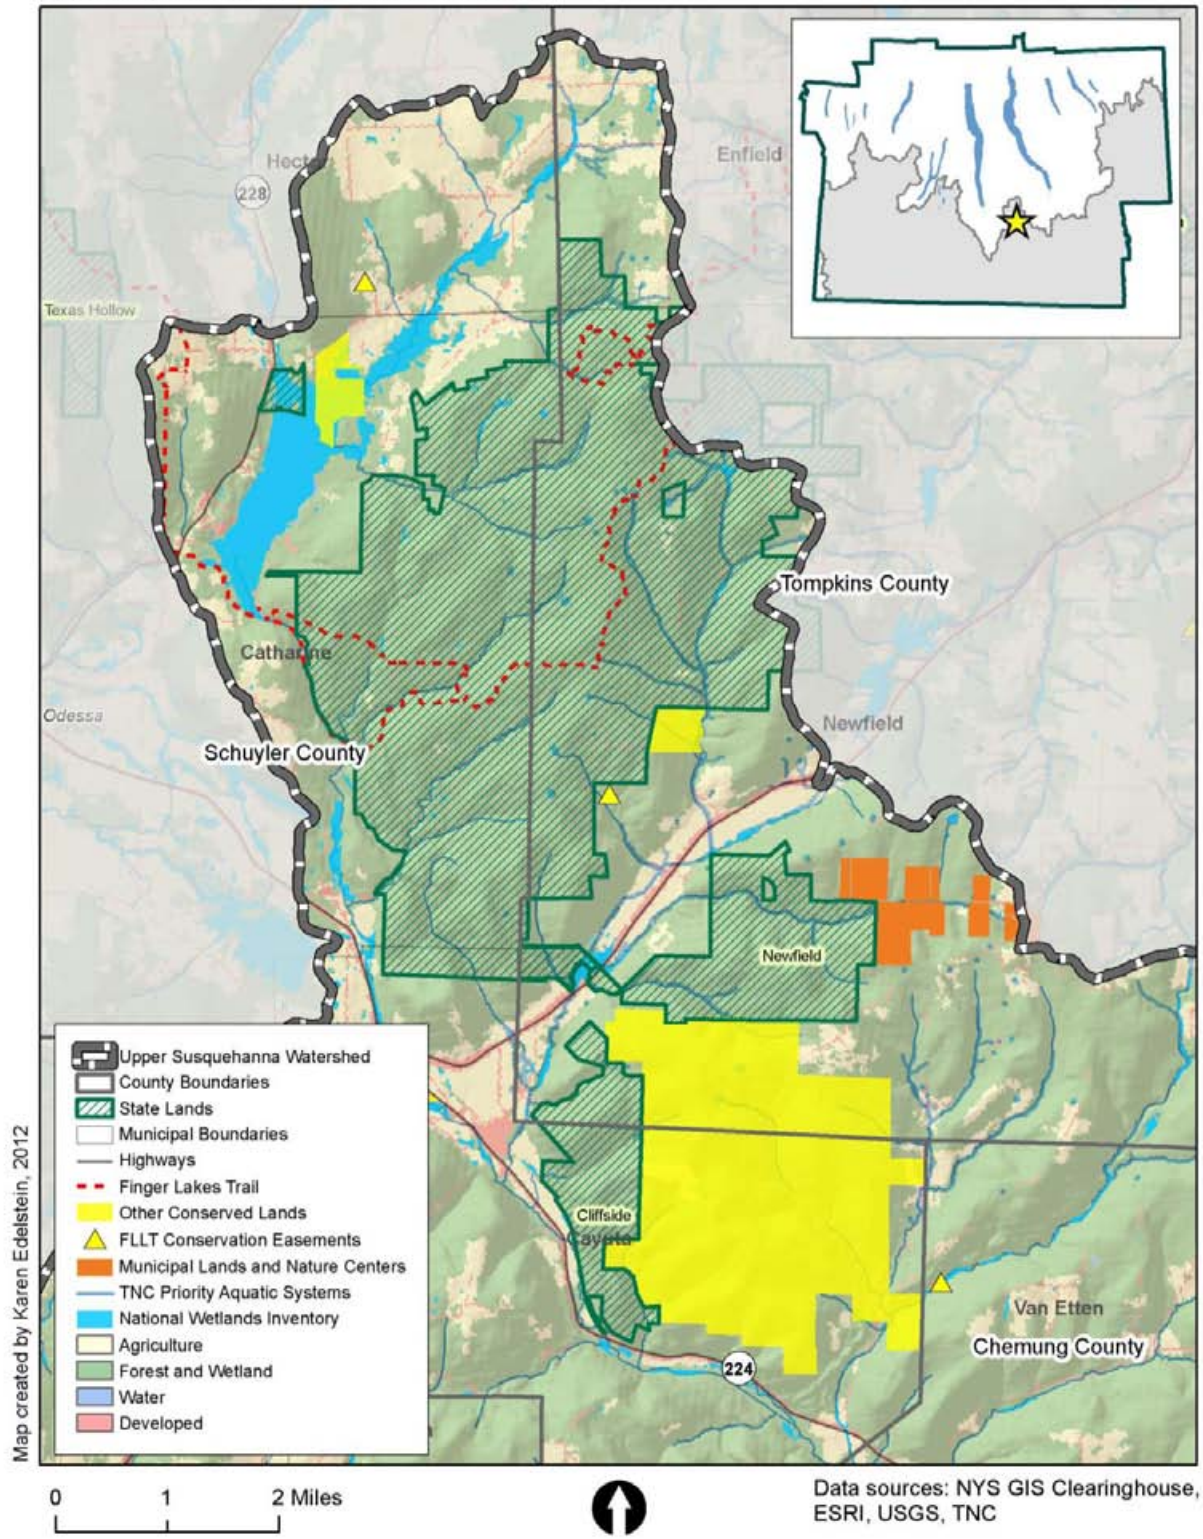 Hector
228
Enfield
Texas Hollow
Tompkins County
Catharine
Odessa
Newfield
Schuyler County
Newfield
Upper Susquehanna Watershed
County Boundaries
State Lands
Municipal Boundaries
Highways
Finger Lakes Trail
Other Conserved Lands
FLLT Conservation Easements
Municipal Lands and Nature Centers
TNC Priority Aquatic Systems
National Wetlands Inventory
Agriculture
Forest and Wetland
Water
Developed
Cliffside
Cayuta
Van Etten
Chemung County
224
Map created by Karen Edelstein, 2012
0 1 2 Miles
Data sources: NYS GIS Clearinghouse,
ESRI, USGS, TNC